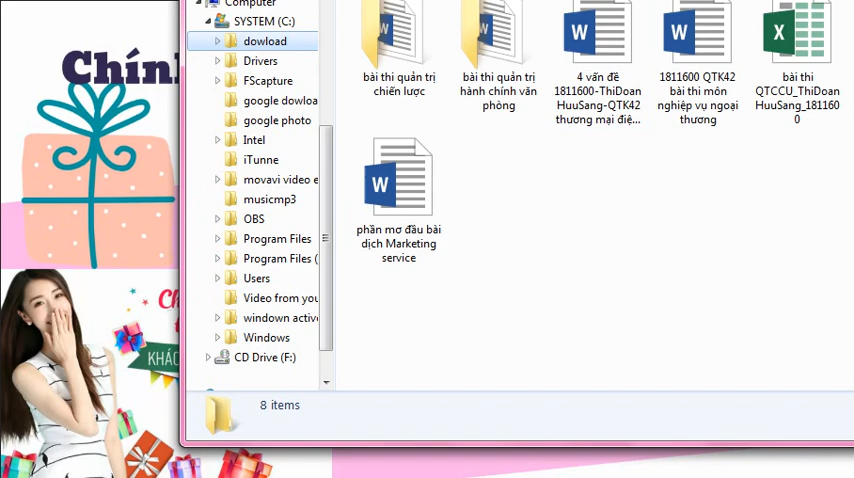 Computer
SYSTEM (C:)
dowload
Drivers
FScapture
google dowloa
google photo
Intel
iTunne
movavi video e
musicmp3
OBS
Program Files
Program Files (
Users
Video from you
windown active
Windows
CD Drive (F:)
bài thi quản trị
chiến lược
bài thi quản trị
hành chính văn
phòng
4 vấn đề
1811600-ThiDoan
HuuSang-QTK42
thương mại điệ...
1811600 QTK42
bài thi môn
nghiệp vụ ngoại
thương
bài thi
QTCCU_ThiDoan
HuuSang_181160
0
phần mơ đầu bài
dịch Marketing
service
8 items
Chính
Ch
KHÁC